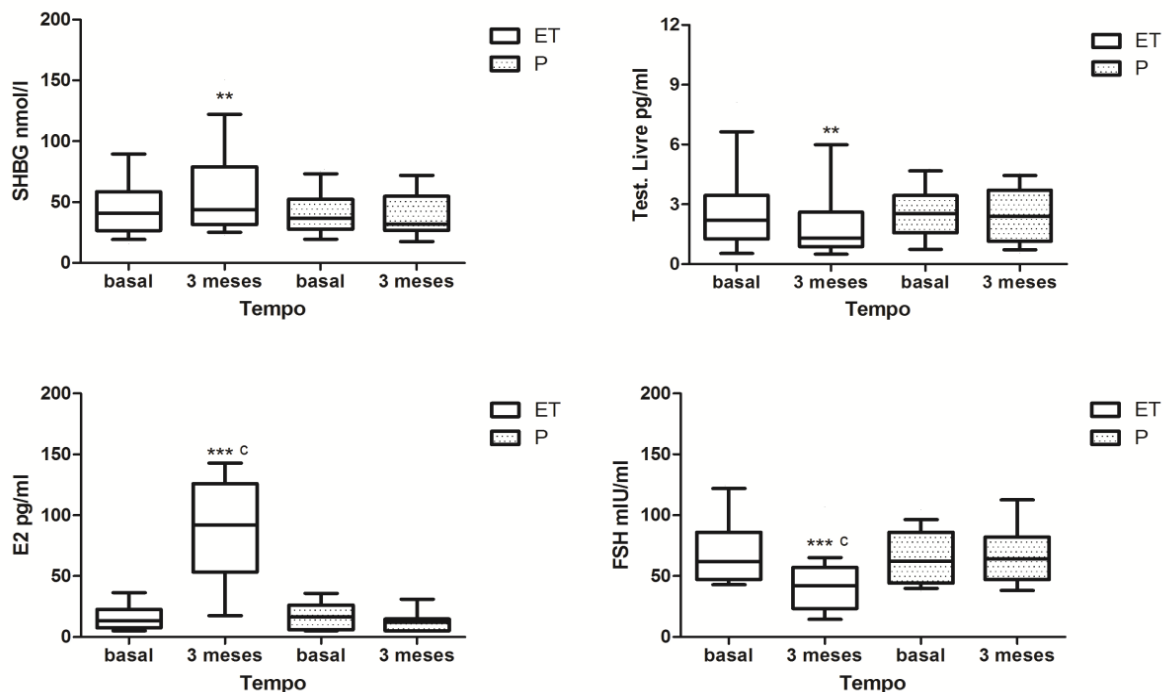 SHBG nmol/l
200
150
100
50
0
**
ET
P
basal 3 meses basal 3 meses
Tempo
Test. Livre pg/ml
12
9
6
3
0
**
ET
P
basal 3 meses basal 3 meses
Tempo
E2 pg/ml
200
150
100
50
0
*** c
ET
P
basal 3 meses basal 3 meses
Tempo
FSH mIU/ml
200
150
100
50
0
*** c
ET
P
basal 3 meses basal 3 meses
Tempo